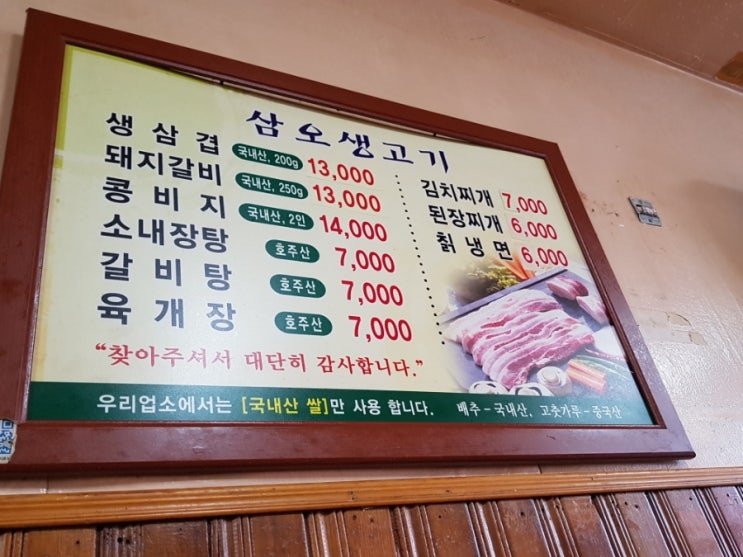 삼오생고기
생삼겹 국내산, 200g 13,000
돼지갈비 국내산, 250g 13,000
콩비지 국내산, 2인 14,000
소내장탕 호주산 7,000
갈비탕 호주산 7,000
육개장 호주산 7,000
김치찌개 7,000
된장찌개 6,000
칡냉면 6,000
"찾아주셔서 대단히 감사합니다."
우리업소에서는 [국내산 쌀]만 사용 합니다. 배추-국내산, 고춧가루-중국산